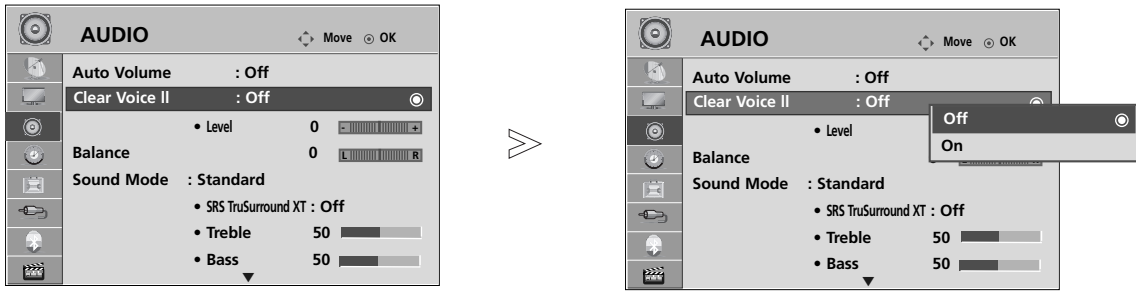 AUDIO Move OK
Auto Volume : Off
Clear Voice II : Off
• Level 0 - +
Balance 0 L R
Sound Mode : Standard
• SRS TruSurround XT : Off
• Treble 50
• Bass 50
AUDIO Move OK
Auto Volume : Off
Clear Voice II : Off
Off
On
• Level
Balance
Sound Mode : Standard
• SRS TruSurround XT : Off
• Treble 50
• Bass 50